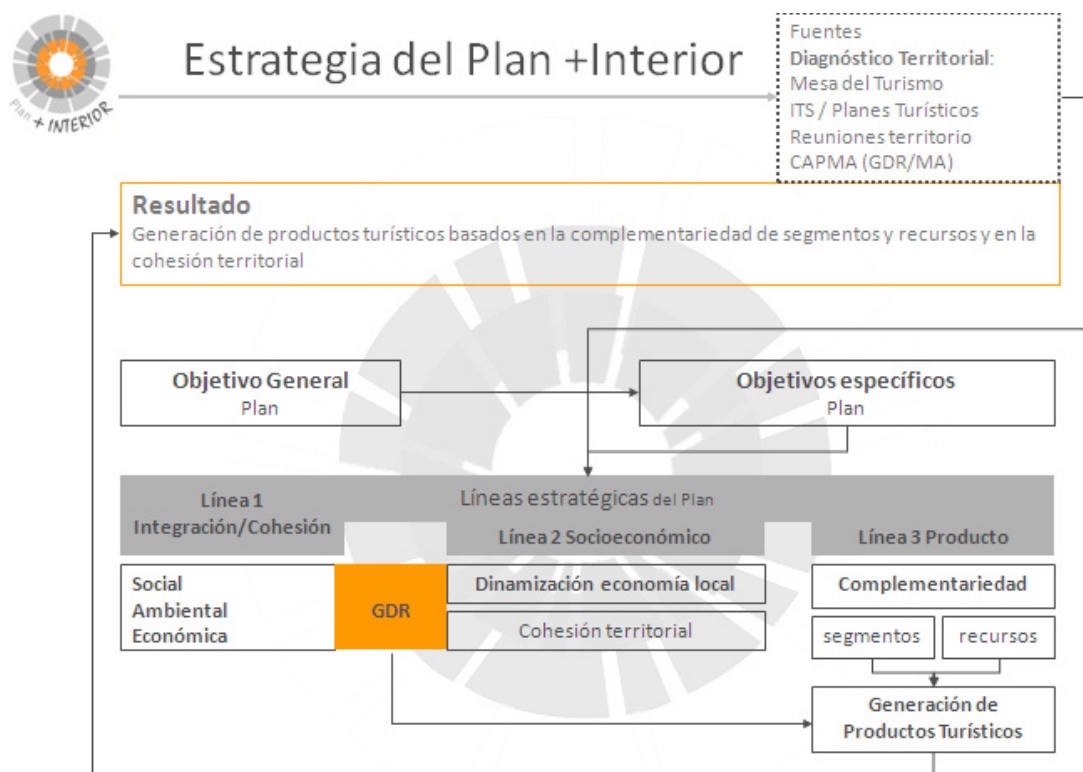 Plan + INTERIOR
Estrategia del Plan +Interior
Fuentes
Diagnóstico Territorial:
Mesa del Turismo
ITS / Planes Turísticos
Reuniones territorio
CAPMA (GDR/MA)
Resultado
Generación de productos turísticos basados en la complementariedad de segmentos y recursos y en la
cohesión territorial
Objetivo General
Plan
Objetivos específicos
Plan
Líneas estratégicas del Plan
Línea 1
Integración/Cohesión
Línea 2 Socioeconómico
Línea 3 Producto
Social
Ambiental
Económica
GDR
Dinamización economía local
Cohesión territorial
Complementariedad
segmentos
recursos
Generación de
Productos Turísticos